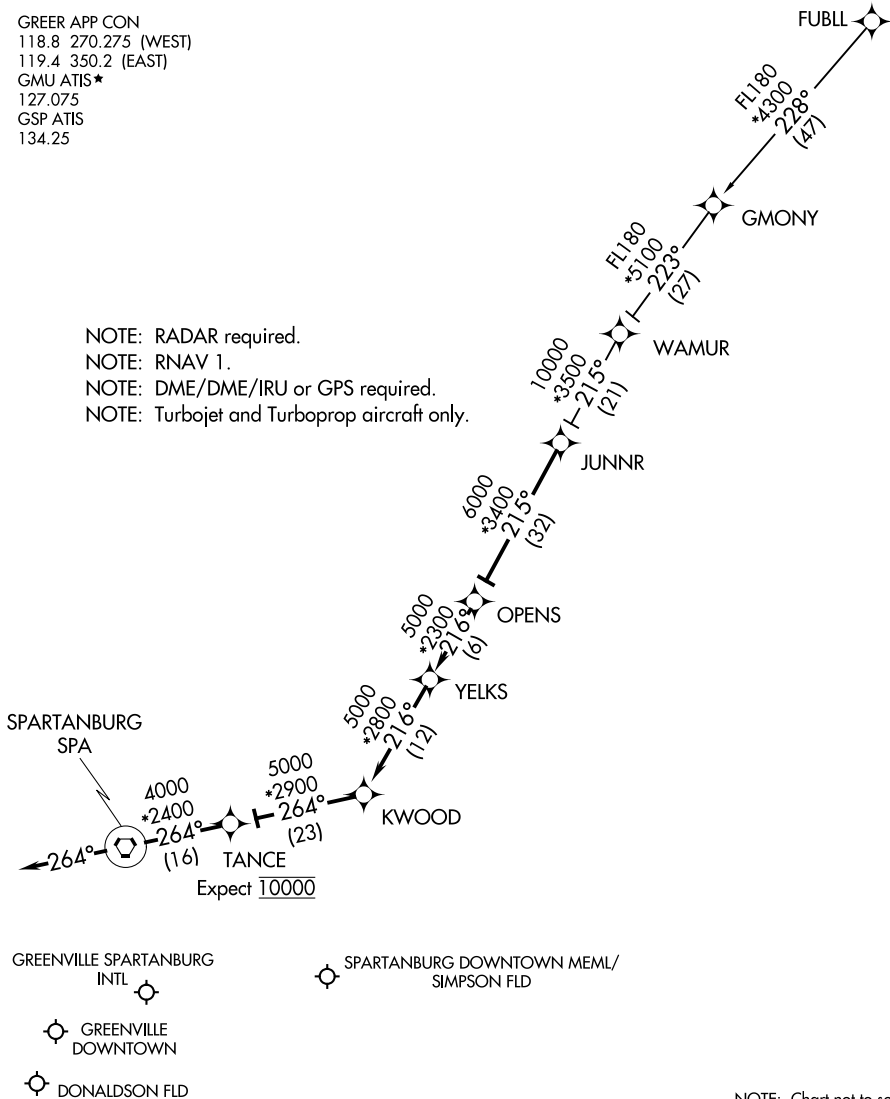 GREER APP CON
118.8 270.275 (WEST)
119.4 350.2 (EAST)
GMU ATIS★
127.075
GSP ATIS
134.25
FUBLL
FL180
*4300
228°
(47)
GMONY
FL180
*5100
223°
(27)
WAMUR
NOTE: RADAR required.
NOTE: RNAV 1.
NOTE: DME/DME/IRU or GPS required.
NOTE: Turbojet and Turboprop aircraft only.
10000
*3500
215°
(21)
JUNNR
6000
*3400
215°
(32)
OPENS
5000
*2300
216°
(6)
YELKS
5000
*2800
216°
(12)
KWOOD
5000
*2900
264°
(23)
TANCE
Expect 10000
SPARTANBURG
SPA
4000
*2400
264°
(16)
264°
GREENVILLE SPARTANBURG
INTL
SPARTANBURG DOWNTOWN MEML/
SIMPSON FLD
GREENVILLE
DOWNTOWN
DONALDSON FLD
NOTE: Chart not to sc